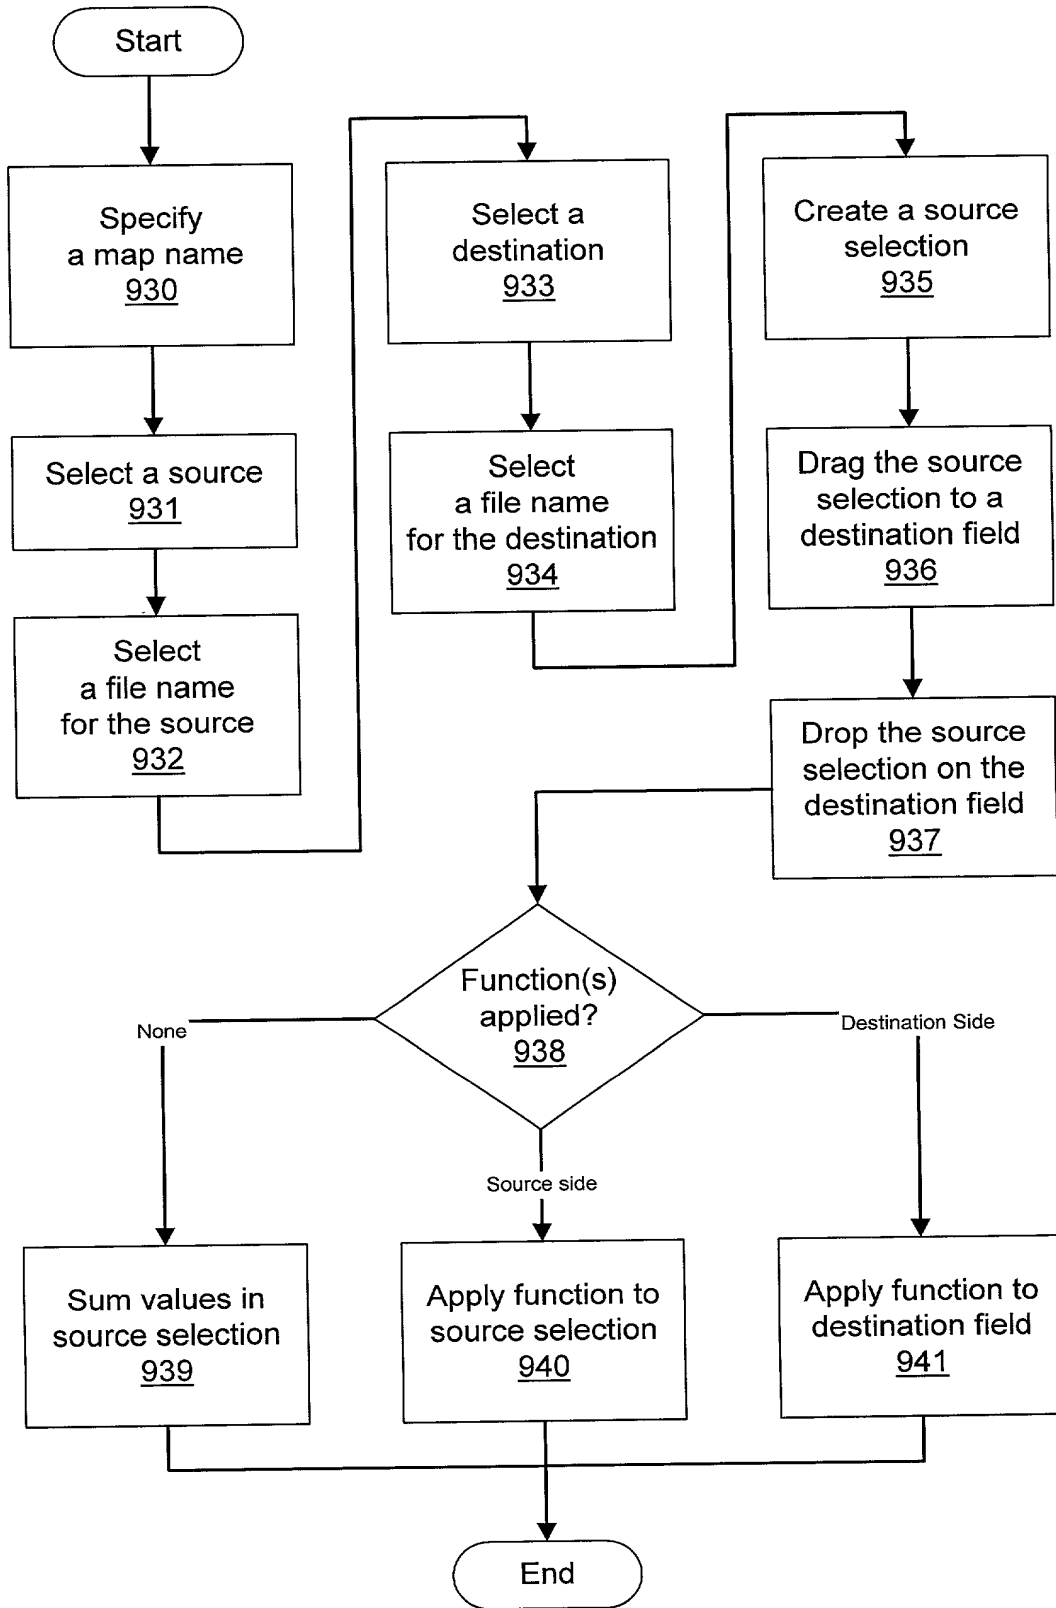 Start
Specify
a map name
930
Select a source
931
Select
a file name
for the source
932
Select a
destination
933
Select
a file name
for the destination
934
Create a source
selection
935
Drag the source
selection to a
destination field
936
Drop the source
selection on the
destination field
937
Function(s)
applied?
938
None
Source side
Destination Side
Sum values in
source selection
939
Apply function to
source selection
940
Apply function to
destination field
941
End